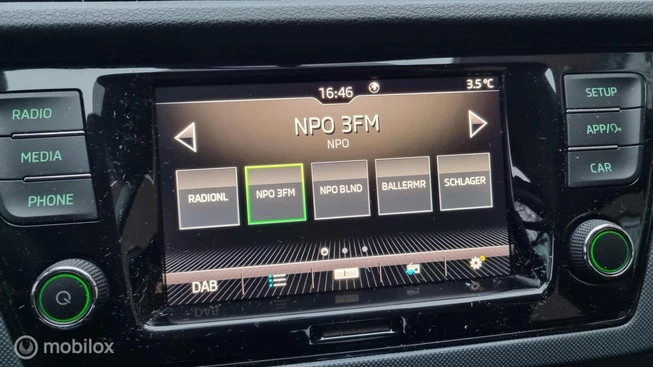 16:46 3.5 °C
RADIO
MEDIA
PHONE
NPO 3FM
NPO
SETUP
APP/
CAR
RADIONL NPO 3FM NPO BLND BALLERMR SCHLAGER
DAB
mobilox